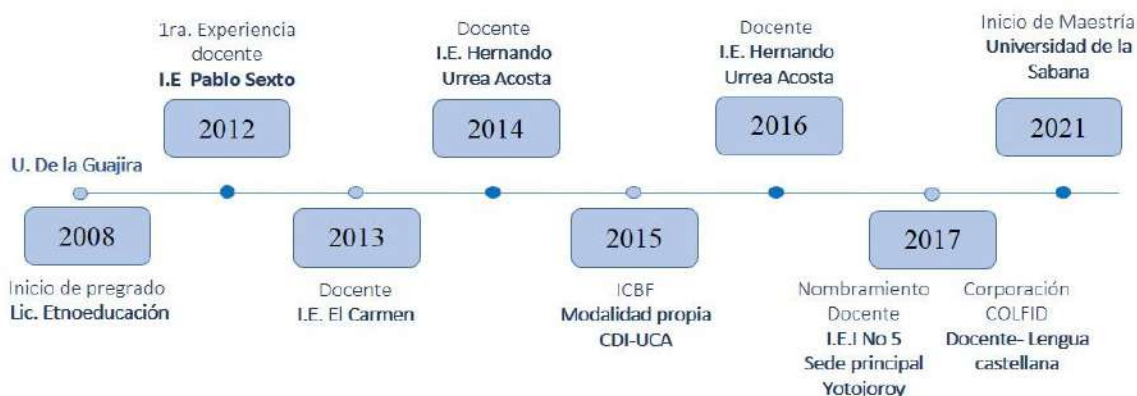 1ra. Experiencia
docente
I.E Pablo Sexto
2012
Docente
I.E. Hernando
Urrea Acosta
2014
Docente
I.E. Hernando
Urrea Acosta
2016
Inicio de Maestría
Universidad de la
Sabana
2021
U. De la Guajira
2008
Inicio de pregrado
Lic. Etnoeducación
2013
Docente
I.E. El Carmen
2015
ICBF
Modalidad propia
CDI-UCA
2017
Nombramiento
Docente
I.E.I No 5
Sede principal
Yotojoroy
Corporación
COLFID
Docente- Lengua
castellana